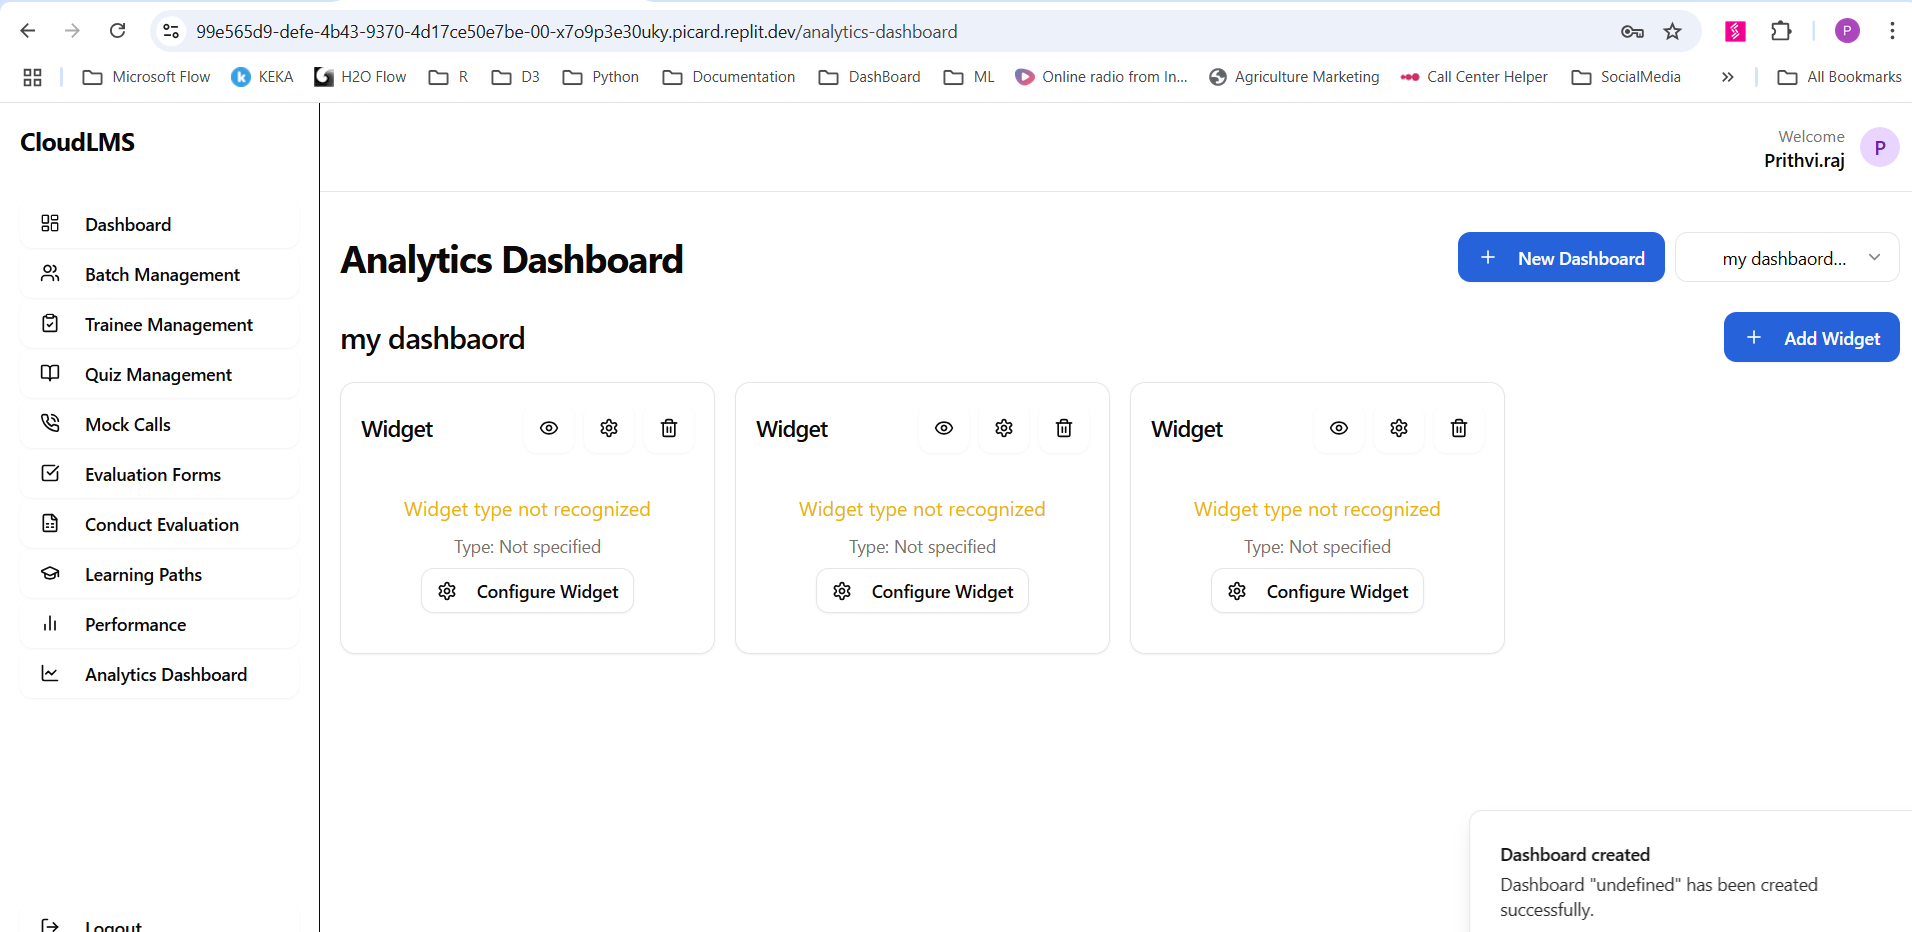 99e565d9-defe-4b43-9370-4d17ce50e7be-00-x7o9p3e30uky.picard.replit.dev/analytics-dashboard
P
Microsoft Flow
KEKA
H2O Flow
R
D3
Python
Documentation
DashBoard
ML
Online radio from In...
Agriculture Marketing
Call Center Helper
SocialMedia
All Bookmarks
CloudLMS
Welcome
Prithvi.raj
P
Dashboard
Batch Management
Trainee Management
Quiz Management
Mock Calls
Evaluation Forms
Conduct Evaluation
Learning Paths
Performance
Analytics Dashboard
Logout
Analytics Dashboard
New Dashboard
my dashbaord...
my dashbaord
Add Widget
Widget
Widget type not recognized
Type: Not specified
Configure Widget
Widget
Widget type not recognized
Type: Not specified
Configure Widget
Widget
Widget type not recognized
Type: Not specified
Configure Widget
Dashboard created
Dashboard "undefined" has been created
successfully.